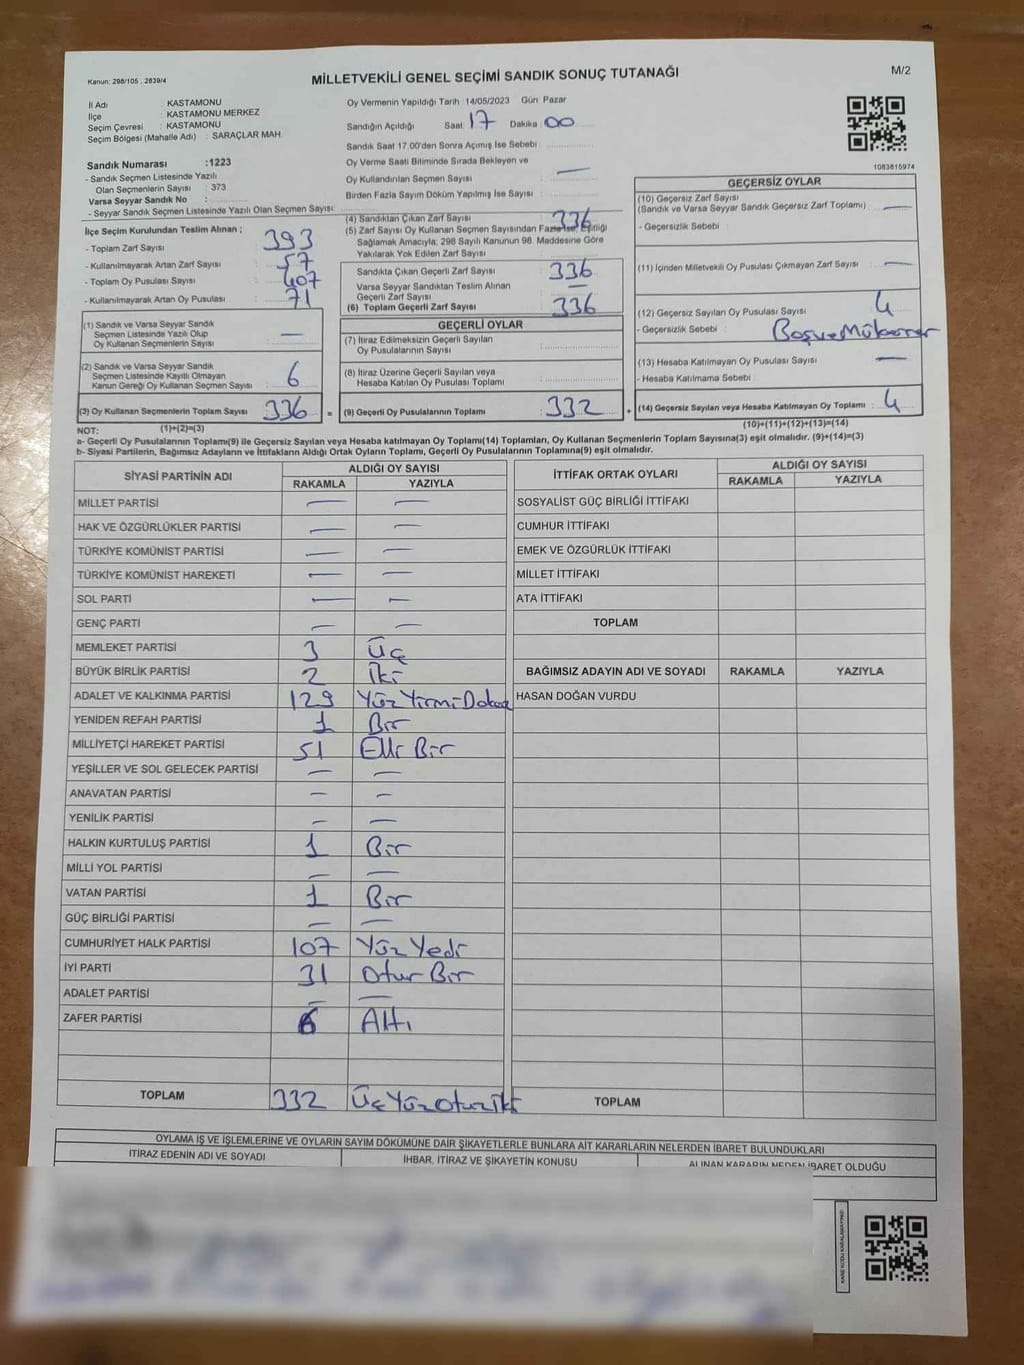 Kanun: 298/105 , 2839/4
MİLLETVEKİLİ GENEL SEÇİMİ SANDIK SONUÇ TUTANAĞI
M/2
İl Adı : KASTAMONU
İlçe : KASTAMONU MERKEZ
Seçim Çevresi : KASTAMONU
Seçim Bölgesi (Mahalle Adı) : SARAÇLAR MAH.
Sandık Numarası :1223
- Sandık Seçmen Listesinde Yazılı
Olan Seçmenlerin Sayısı : 373
Varsa Seyyar Sandık No :
- Seyyar Sandık Seçmen Listesinde Yazılı Olan Seçmen Sayısı :
Oy Vermenin Yapıldığı Tarih :14/05/2023 Gün: Pazar
Sandığın Açıldığı Saat: 17 Dakika: 00
Sandık Saat 17.00'den Sonra Açımış İse Sebebi :
Oy Verme Saati Bitiminde Sırada Bekleyen ve
Oy Kullandırılan Seçmen Sayısı : —
Birden Fazla Sayım Döküm Yapılmış İse Sayısı :
1083815974
İlçe Seçim Kurulundan Teslim Alınan ;
- Toplam Zarf Sayısı : 393
- Kullanılmayarak Artan Zarf Sayısı : 57
- Toplam Oy Pusulası Sayısı : 407
- Kullanılmayarak Artan Oy Pusulası : 71
(4) Sandıktan Çıkan Zarf Sayısı : 336
(5) Zarf Sayısı Oy Kullanan Seçmen Sayısından Fazla İse, Eşitliği
Sağlamak Amacıyla; 298 Sayılı Kanunun 98. Maddesine Göre
Yakılarak Yok Edilen Zarf Sayısı :
Sandıkta Çıkan Geçerli Zarf Sayısı : 336
Varsa Seyyar Sandıktan Teslim Alınan
Geçerli Zarf Sayısı : —
(6) Toplam Geçerli Zarf Sayısı : 336
GEÇERSİZ OYLAR
(10) Geçersiz Zarf Sayısı
(Sandık ve Varsa Seyyar Sandık Geçersiz Zarf Toplamı) : —
- Geçersizlik Sebebi :
(11) İçinden Milletvekili Oy Pusulası Çıkmayan Zarf Sayısı : —
(12) Geçersiz Sayılan Oy Pusulası Sayısı : 4
- Geçersizlik Sebebi : Boş ve Mükerrer
(13) Hesaba Katılmayan Oy Pusulası Sayısı : —
- Hesaba Katılmama Sebebi :
(14) Geçersiz Sayılan veya Hesaba Katılmayan Oy Toplamı : 4
(10)+(11)+(12)+(13)=(14)
(1) Sandık ve Varsa Seyyar Sandık
Seçmen Listesinde Yazılı Olup
Oy Kullanan Seçmenlerin Sayısı : —
(2) Sandık ve Varsa Seyyar Sandık
Seçmen Listesinde Kayıtlı Olmayan
Kanun Gereği Oy Kullanan Seçmen Sayısı : 6
(3) Oy Kullanan Seçmenlerin Toplam Sayısı : 336
GEÇERLİ OYLAR
(7) İtiraz Edilmeksizin Geçerli Sayılan
Oy Pusulalarının Sayısı :
(8) İtiraz Üzerine Geçerli Sayılan veya
Hesaba Katılan Oy Pusulası Toplamı :
= (9) Geçerli Oy Pusulalarının Toplamı : 332 +
NOT: (1)+(2)=(3)
a- Geçerli Oy Pusulalarının Toplamı(9) ile Geçersiz Sayılan veya Hesaba katılmayan Oy Toplamı(14) Toplamları, Oy Kullanan Seçmenlerin Toplam Sayısına(3) eşit olmalıdır. (9)+(14)=(3)
b- Siyasi Partilerin, Bağımsız Adayların ve İttifakların Aldığı Oyların Toplamı, Geçerli Oy Pusulalarının Toplamına(9) eşit olmalıdır.
SİYASİ PARTİNİN ADI ALDIĞI OY SAYISI
RAKAMLA YAZIYLA
MİLLET PARTİSİ — —
HAK VE ÖZGÜRLÜKLER PARTİSİ — —
TÜRKİYE KOMÜNİST PARTİSİ — —
TÜRKİYE KOMÜNİST HAREKETİ — —
SOL PARTİ — —
GENÇ PARTİ — —
MEMLEKET PARTİSİ 3 Üç
BÜYÜK BİRLİK PARTİSİ 2 İki
ADALET VE KALKINMA PARTİSİ 129 Yüz Yirmi Dokuz
YENİDEN REFAH PARTİSİ 1 Bir
MİLLİYETÇİ HAREKET PARTİSİ 51 Elli Bir
YEŞİLLER VE SOL GELECEK PARTİSİ — —
ANAVATAN PARTİSİ — —
YENİLİK PARTİSİ — —
HALKIN KURTULUŞ PARTİSİ 1 Bir
MİLLİ YOL PARTİSİ — —
VATAN PARTİSİ 1 Bir
GÜÇ BİRLİĞİ PARTİSİ — —
CUMHURİYET HALK PARTİSİ 107 Yüz Yedi
İYİ PARTİ 31 Otuz Bir
ADALET PARTİSİ — —
ZAFER PARTİSİ 6 Altı
TOPLAM 332 Üç Yüz Otuz İki
İTTİFAK ORTAK OYLARI ALDIĞI OY SAYISI
RAKAMLA YAZIYLA
SOSYALİST GÜÇ BİRLİĞİ İTTİFAKI
CUMHUR İTTİFAKI
EMEK VE ÖZGÜRLÜK İTTİFAKI
MİLLET İTTİFAKI
ATA İTTİFAKI
TOPLAM
BAĞIMSIZ ADAYIN ADI VE SOYADI RAKAMLA YAZIYLA
HASAN DOĞAN VURDU
TOPLAM
OYLAMA İŞ VE İŞLEMLERİNE VE OYLARIN SAYIM DÖKÜMÜNE DAİR ŞİKAYETLERLE BUNLARA AİT KARARLARIN NELERDEN İBARET BULUNDUKLARI
İTİRAZ EDENİN ADI VE SOYADI İHBAR, İTİRAZ VE ŞİKAYETİN KONUSU ALINAN KARARIN NEDEN İBARET OLDUĞU
KARE KODU KARALAMAYINIZ!